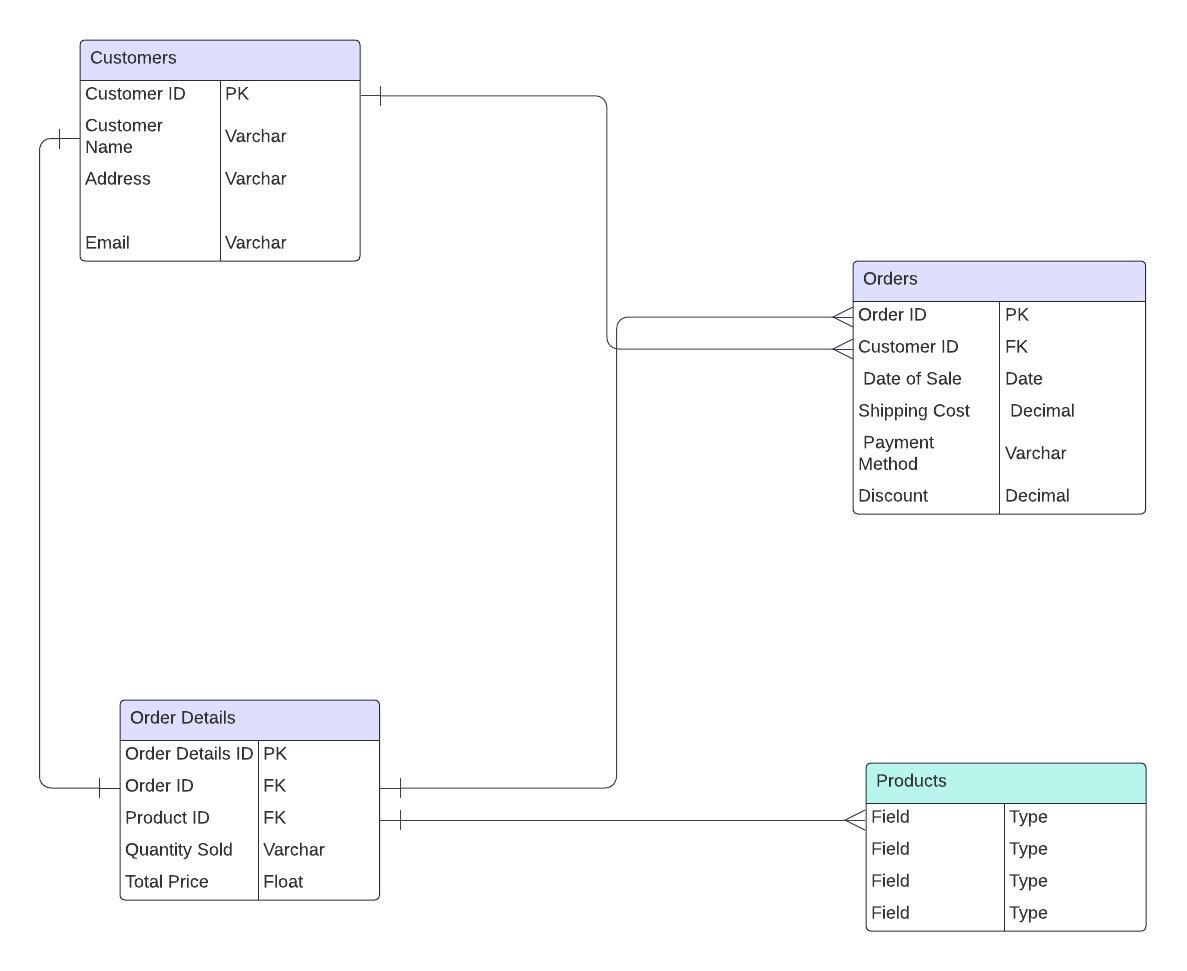 Customers
Customer ID PK
Customer
Name Varchar
Address Varchar
Email Varchar
Orders
Order ID PK
Customer ID FK
Date of Sale Date
Shipping Cost Decimal
Payment
Method Varchar
Discount Decimal
Order Details
Order Details ID PK
Order ID FK
Product ID FK
Quantity Sold Varchar
Total Price Float
Products
Field Type
Field Type
Field Type
Field Type